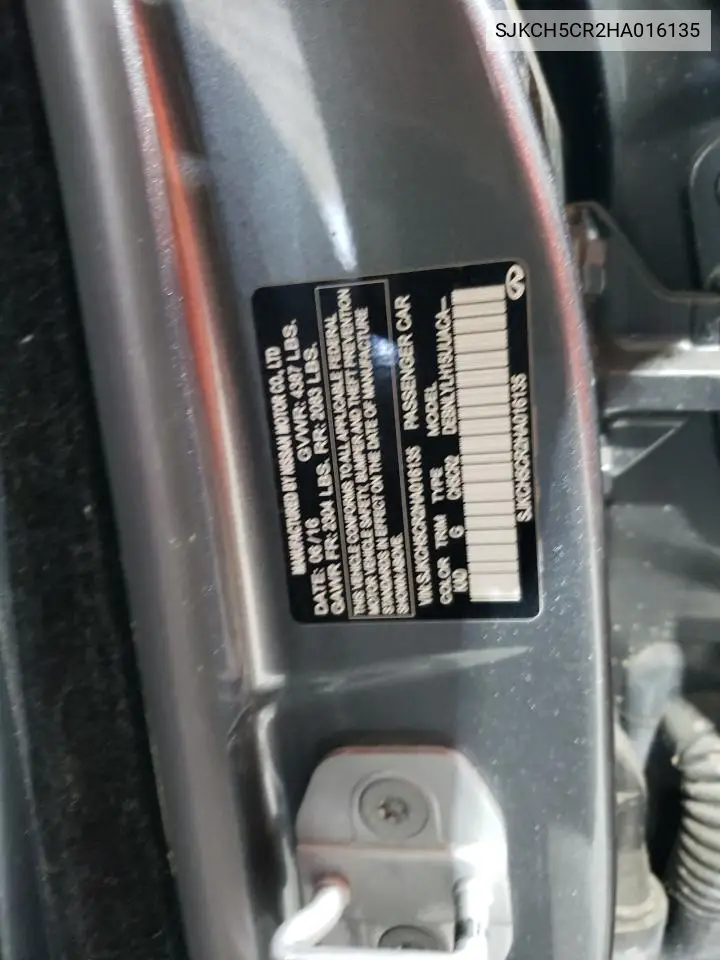 SJKCH5CR2HA016135
MANUFACTURED BY NISSAN MOTOR CO., LTD
DATE: 06/16 GVWR: 4387 LBS.
GAWR FR: 2304 LBS. RR: 2083 LBS.
THIS VEHICLE CONFORMS TO ALL APPLICABLE FEDERAL
MOTOR VEHICLE SAFETY, BUMPER AND THEFT PREVENTION
STANDARDS IN EFFECT ON THE DATE OF MANUFACTURE
SHOWN ABOVE.
VIN SJKCH5CR2HA016135 PASSENGER CAR
COLOR TRIM TYPE MODEL
KAD G CH5CR2
SJKCH5CR2HA016135